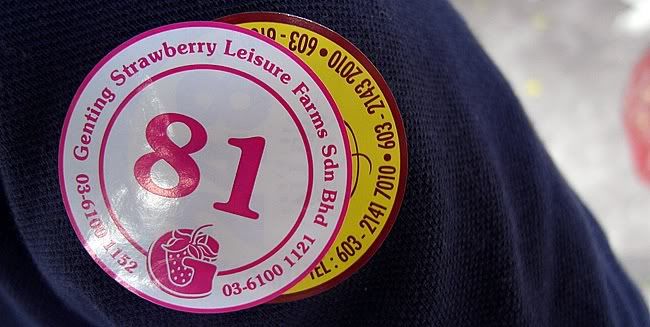 Genting Strawberry Leisure Farms Sdn Bhd
81
03-6100 1152
03-6100 1121
TEL : 603 - 2141 7010 • 603 - 2143 2010 • 603 -